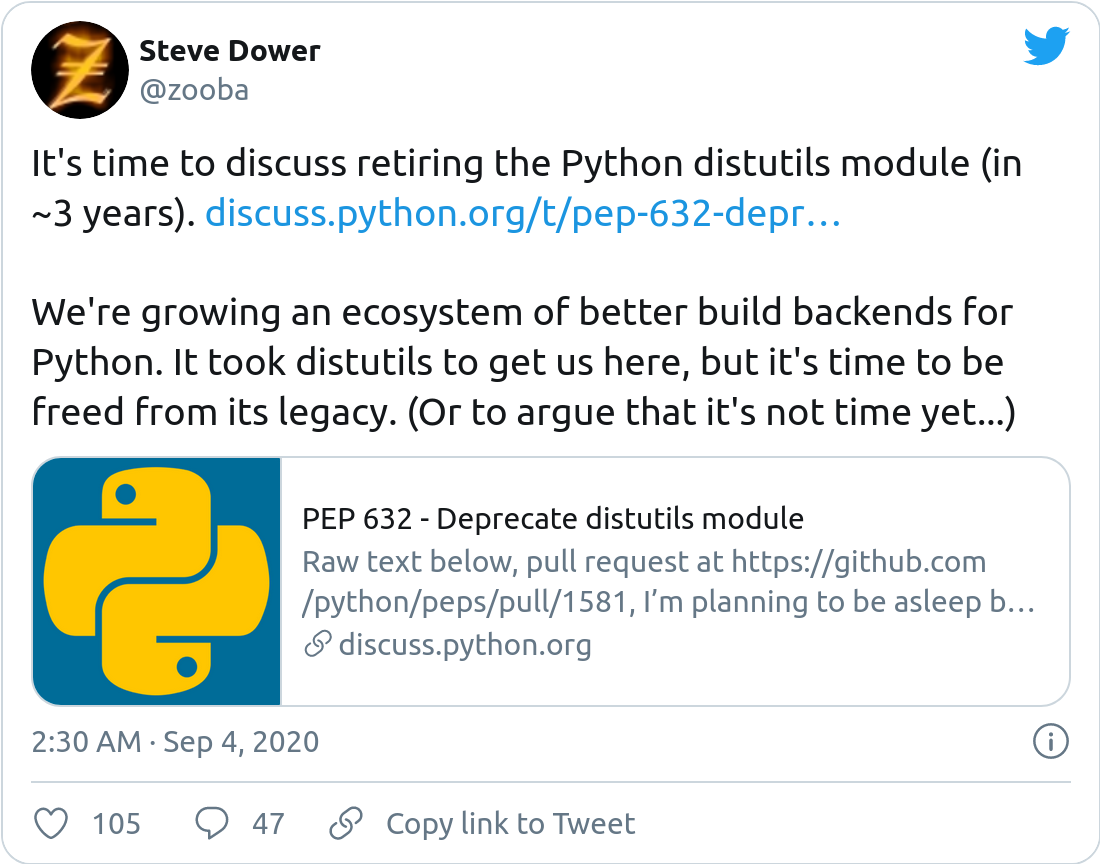 Steve Dower
@zooba
It's time to discuss retiring the Python distutils module (in
~3 years). discuss.python.org/t/pep-632-depr…
We're growing an ecosystem of better build backends for
Python. It took distutils to get us here, but it's time to be
freed from its legacy. (Or to argue that it's not time yet...)
PEP 632 - Deprecate distutils module
Raw text below, pull request at https://github.com
/python/peps/pull/1581, I’m planning to be asleep b…
discuss.python.org
2:30 AM · Sep 4, 2020
105 47 Copy link to Tweet